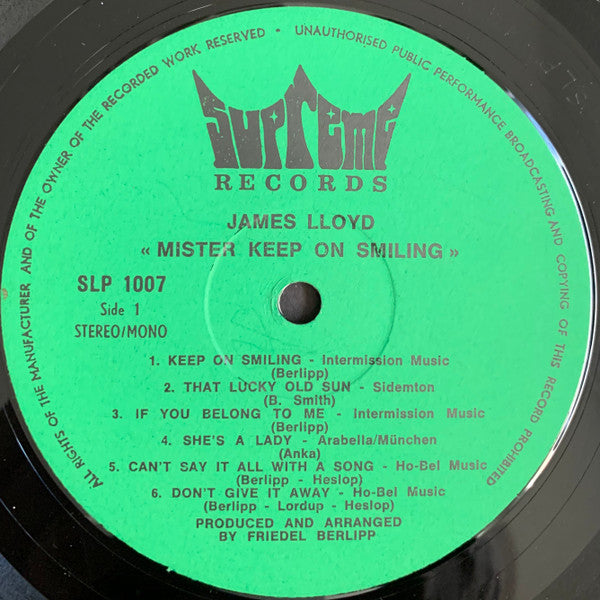 ALL RIGHTS OF THE MANUFACTURER AND OF THE OWNER OF THE RECORDED WORK RESERVED • UNAUTHORISED PUBLIC PERFORMANCE BROADCASTING AND COPYING OF THIS RECORD PROHIBITED
Supreme
RECORDS
JAMES LLOYD
« MISTER KEEP ON SMILING »
SLP 1007
Side 1
STEREO/MONO
1. KEEP ON SMILING - Intermission Music
(Berlipp)
2. THAT LUCKY OLD SUN - Sidemton
(B. Smith)
3. IF YOU BELONG TO ME - Intermission Music
(Berlipp)
4. SHE'S A LADY - Arabella/München
(Anka)
5. CAN'T SAY IT ALL WITH A SONG - Ho-Bel Music
(Berlipp - Heslop)
6. DON'T GIVE IT AWAY - Ho-Bel Music
(Berlipp - Lordup - Heslop)
PRODUCED AND ARRANGED
BY FRIEDEL BERLIPP